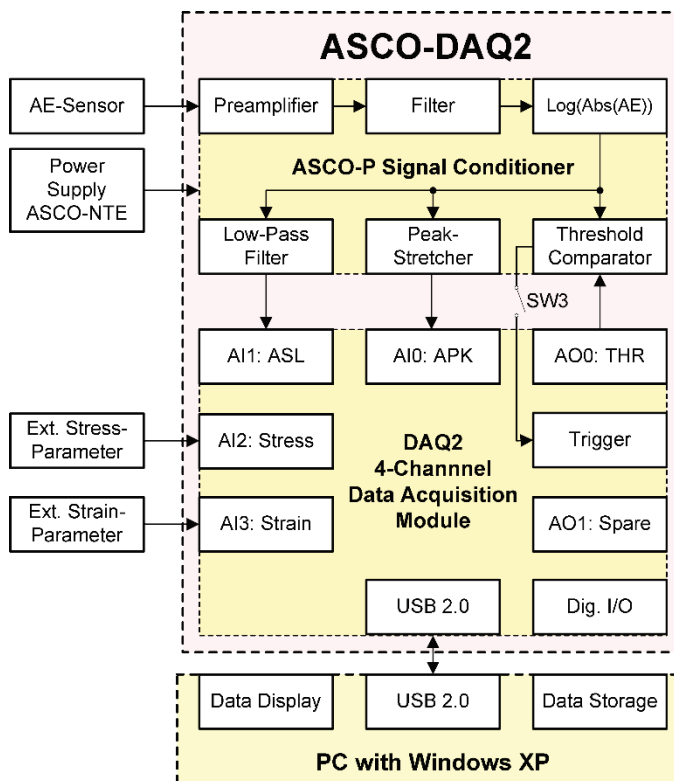 ASCO-DAQ2
AE-Sensor
Preamplifier
Filter
Log(Abs(AE))
Power
Supply
ASCO-NTE
ASCO-P Signal Conditioner
Low-Pass
Filter
Peak-
Stretcher
Threshold
Comparator
SW3
AI1: ASL
AI0: APK
AO0: THR
Ext. Stress-
Parameter
AI2: Stress
DAQ2
4-Channnel
Data Acquisition
Module
Trigger
Ext. Strain-
Parameter
AI3: Strain
AO1: Spare
USB 2.0
Dig. I/O
Data Display
USB 2.0
Data Storage
PC with Windows XP